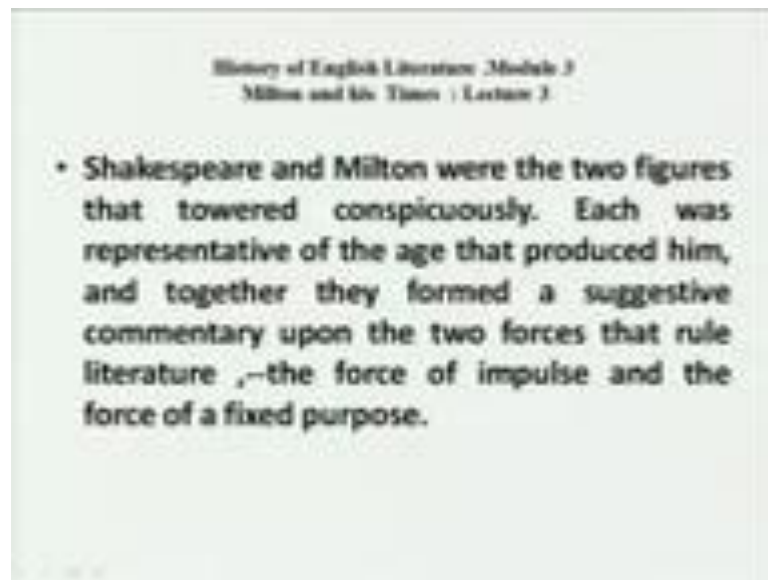 History of English Literature .Module 3
Milton and his Times : Lecture 3
• Shakespeare and Milton were the two figures
that towered conspicuously. Each was
representative of the age that produced him,
and together they formed a suggestive
commentary upon the two forces that rule
literature ,--the force of impulse and the
force of a fixed purpose.